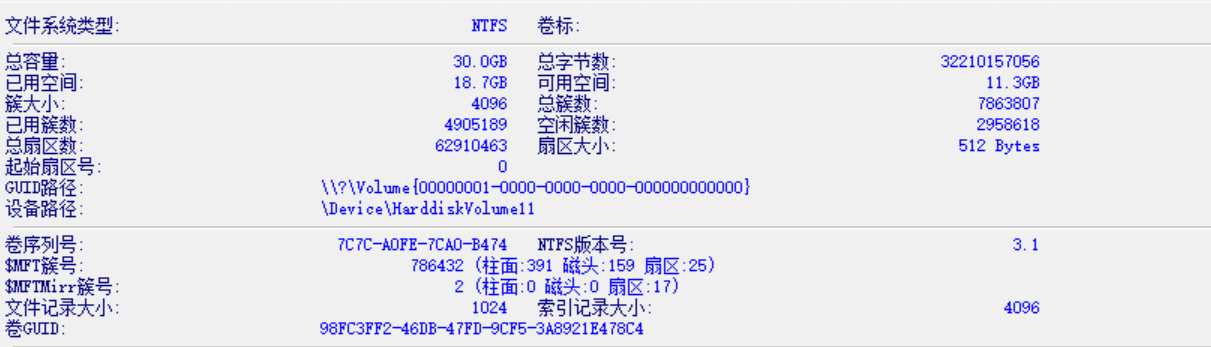 文件系统类型: NTFS 卷标:
总容量: 30.0GB 总字节数: 32210157056
已用空间: 18.7GB 可用空间: 11.3GB
簇大小: 4096 总簇数: 7863807
已用簇数: 4905189 空闲簇数: 2958618
总扇区数: 62910463 扇区大小: 512 Bytes
起始扇区号: 0
GUID路径: \\?\Volume{00000001-0000-0000-0000-000000000000}
设备路径: \Device\HarddiskVolume11
卷序列号: 7C7C-A0FE-7CA0-B474 NTFS版本号: 3.1
$MFT簇号: 786432 (柱面:391 磁头:159 扇区:25)
$MFTMirr簇号: 2 (柱面:0 磁头:0 扇区:17)
文件记录大小: 1024 索引记录大小: 4096
卷GUID: 98FC3FF2-46DB-47FD-9CF5-3A8921E478C4